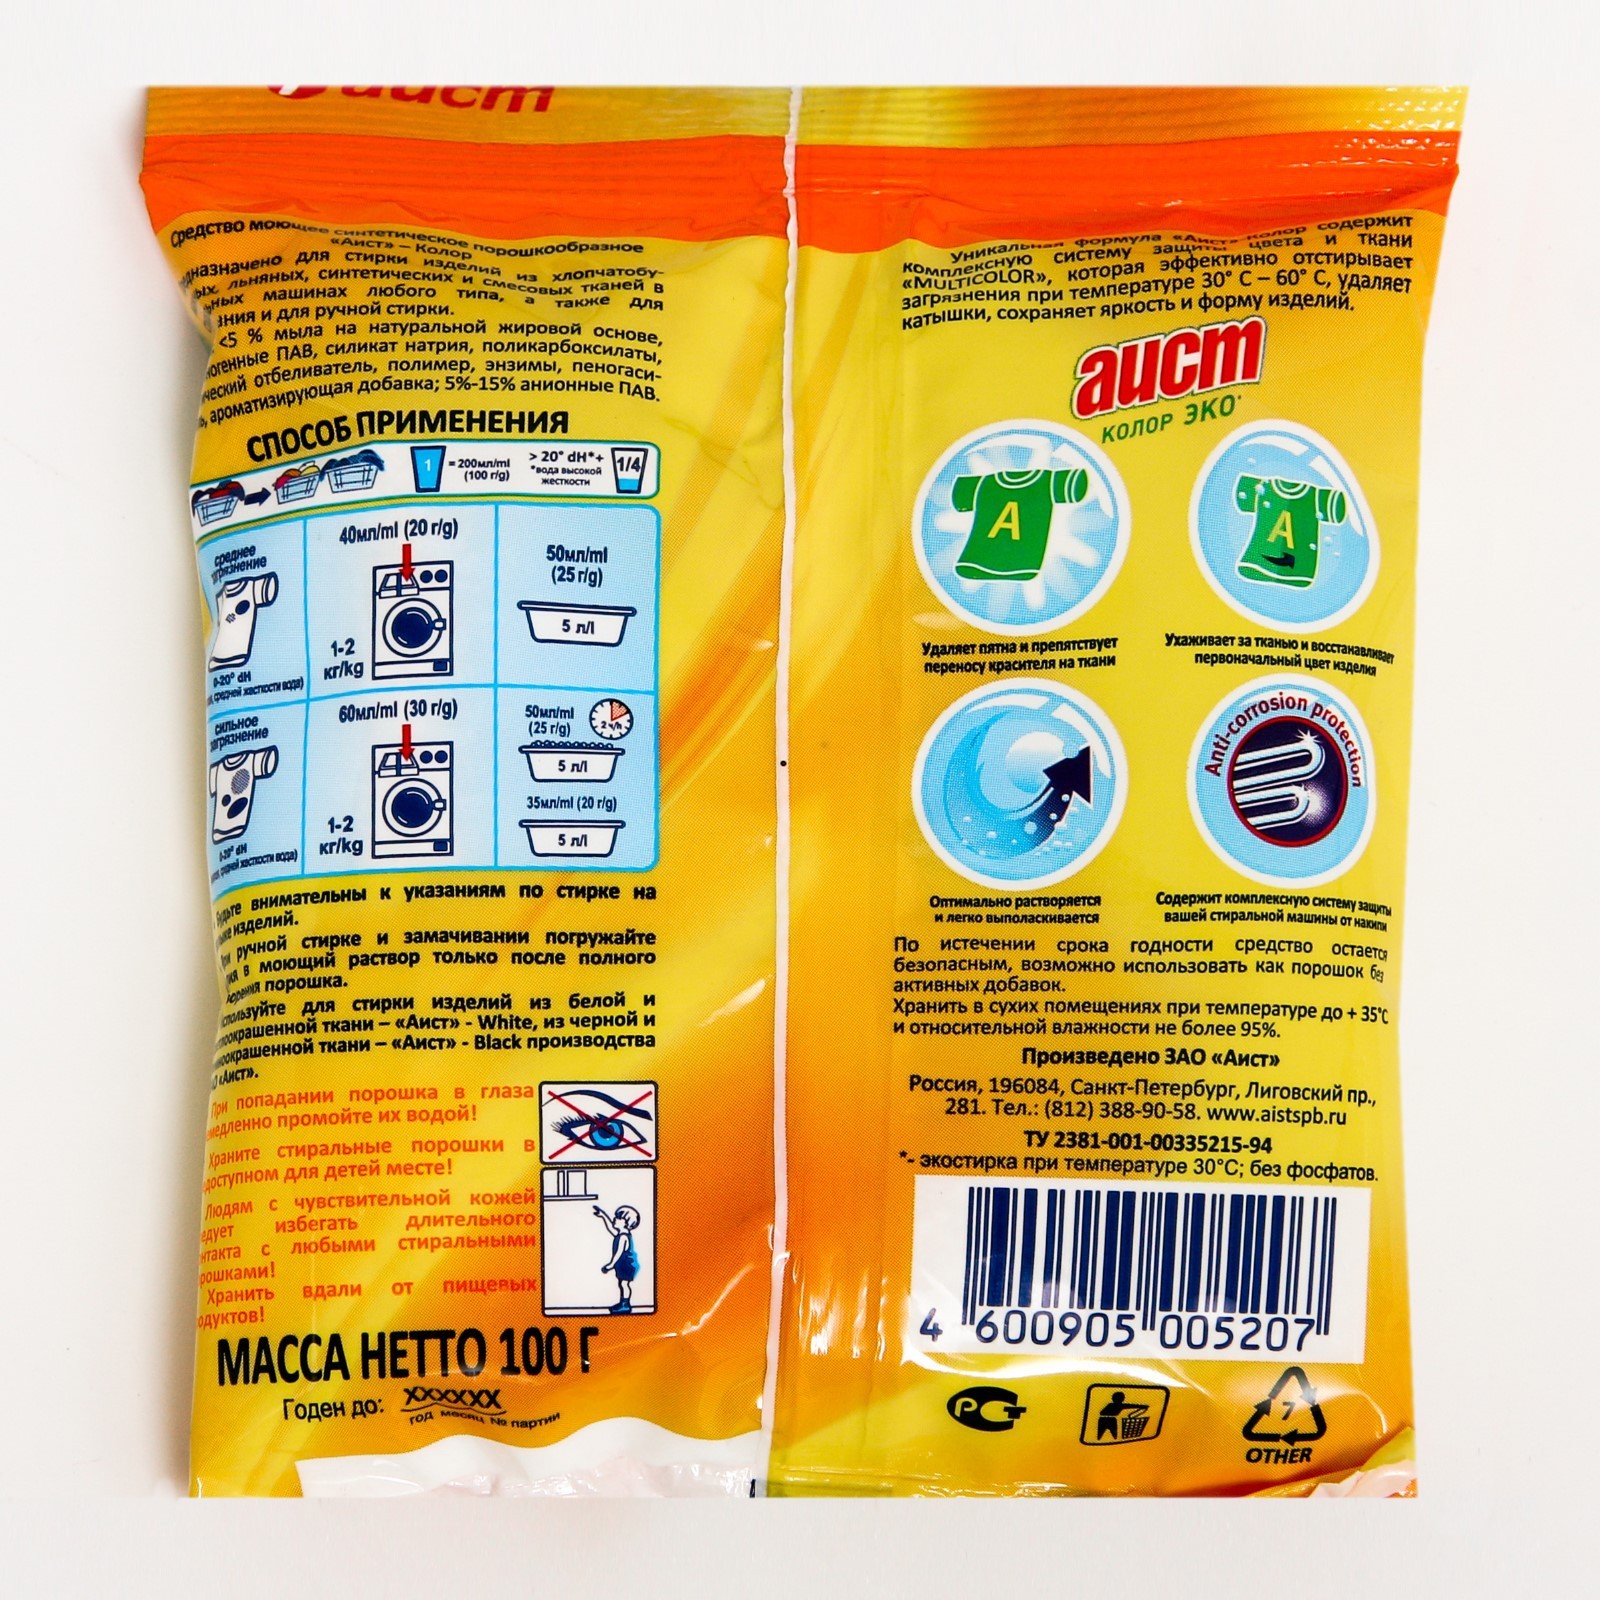 аист
Средство моющее синтетическое порошкообразное
«Аист» – Колор
для стирки изделий из хлопчатобу-
льняных, синтетических и смесовых тканей в
машинах любого типа, а также для
и для ручной стирки.
<5 % мыла на натуральной жировой основе,
ПАВ, силикат натрия, поликарбоксилаты,
отбеливатель, полимер, энзимы, пеногаси-
ароматизирующая добавка; 5%-15% анионные ПАВ.
СПОСОБ ПРИМЕНЕНИЯ
1 = 200мл/ml
(100 г/g)
> 20° dH*+
*вода высокой
жесткости
1/4
среднее
загрязнение
0-20° dH
средней жесткости вода)
40мл/ml (20 г/g)
1-2
кг/kg
50мл/ml
(25 г/g)
5 л/l
сильное
загрязнение
средней жесткости вода)
60мл/ml (30 г/g)
1-2
кг/kg
50мл/ml
(25 г/g)
2 ч/h
5 л/l
35мл/ml (20 г/g)
5 л/l
внимательны к указаниям по стирке на
изделий.
ручной стирке и замачивании погружайте
в моющий раствор только после полного
порошка.
для стирки изделий из белой и
ткани – «Аист» - White, из черной и
ткани – «Аист» - Black производства
«Аист».
При попадании порошка в глаза
промойте их водой!
Храните стиральные порошки в
для детей месте!
Людям с чувствительной кожей
избегать длительного
с любыми стиральными
Хранить вдали от пищевых
МАССА НЕТТО 100 Г
Годен до: XXXXXX
год месяц № партии
Уникальная формула «Аист»-Колор содержит
комплексную систему защиты цвета и ткани
«MULTICOLOR», которая эффективно отстирывает
загрязнения при температуре 30° С – 60° С, удаляет
катышки, сохраняет яркость и форму изделий.
аист
КОЛОР ЭКО*
A
A
Удаляет пятна и препятствует
переносу красителя на ткани
Ухаживает за тканью и восстанавливает
первоначальный цвет изделия
Anti-corrosion protection
Оптимально растворяется
и легко выполаскивается
Содержит комплексную систему защиты
вашей стиральной машины от накипи
По истечении срока годности средство остается
безопасным, возможно использовать как порошок без
активных добавок.
Хранить в сухих помещениях при температуре до + 35°С
и относительной влажности не более 95%.
Произведено ЗАО «Аист»
Россия, 196084, Санкт-Петербург, Лиговский пр.,
281. Тел.: (812) 388-90-58. www.aistspb.ru
ТУ 2381-001-00335215-94
*- экостирка при температуре 30°С; без фосфатов.
4 600905 005207
РСТ
7
OTHER